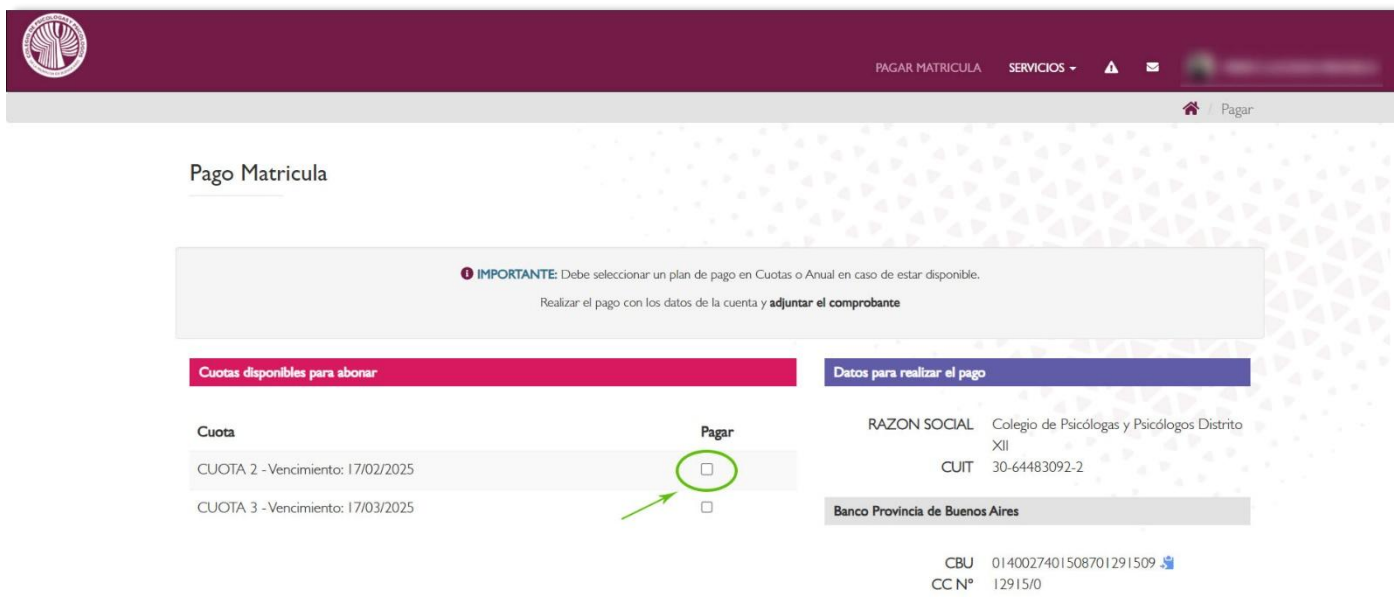 PAGAR MATRICULA SERVICIOS
Pagar
Pago Matricula
IMPORTANTE: Debe seleccionar un plan de pago en Cuotas o Anual en caso de estar disponible.
Realizar el pago con los datos de la cuenta y adjuntar el comprobante
Cuotas disponibles para abonar
Cuota Pagar
CUOTA 2 - Vencimiento: 17/02/2025
CUOTA 3 - Vencimiento: 17/03/2025
Datos para realizar el pago
RAZON SOCIAL Colegio de Psicólogas y Psicólogos Distrito
XII
CUIT 30-64483092-2
Banco Provincia de Buenos Aires
CBU 0140027401508701291509
CC Nº 12915/0